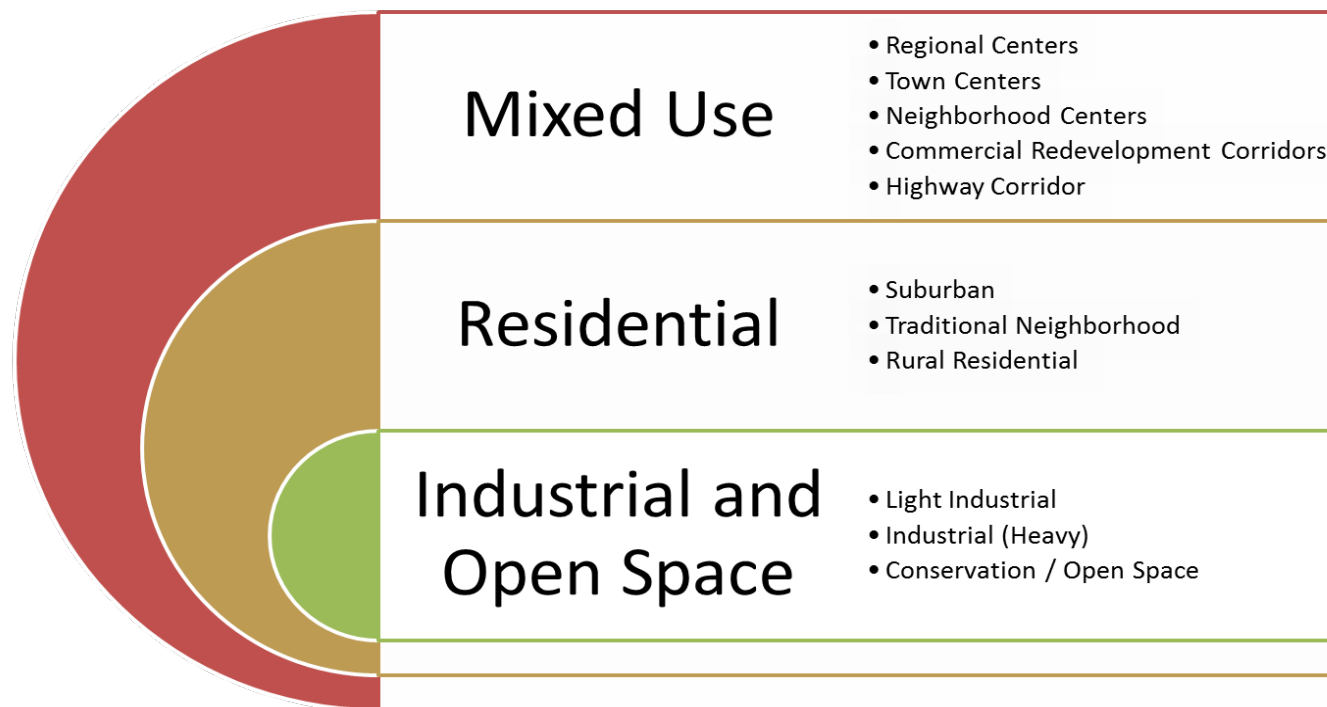 Mixed Use
• Regional Centers
• Town Centers
• Neighborhood Centers
• Commercial Redevelopment Corridors
• Highway Corridor
Residential
• Suburban
• Traditional Neighborhood
• Rural Residential
Industrial and
Open Space
• Light Industrial
• Industrial (Heavy)
• Conservation / Open Space